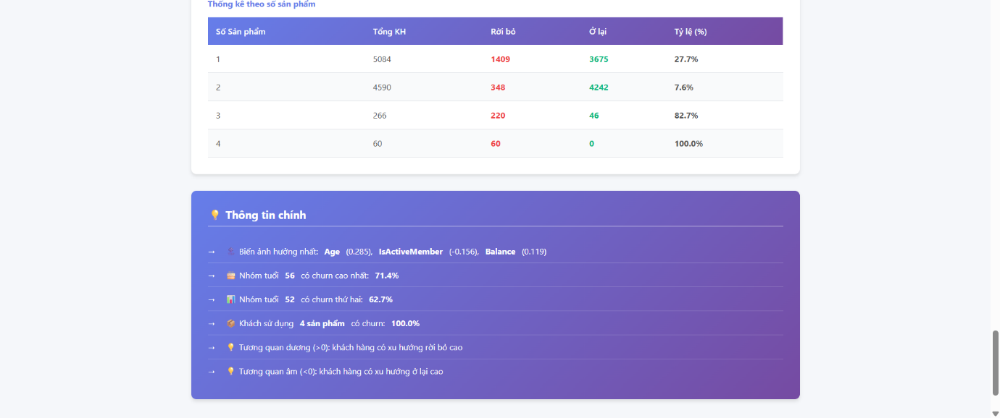 Thống kê theo số sản phẩm
Số Sản phẩm Tổng KH Rời bỏ Ở lại Tỷ lệ (%)
1 5084 1409 3675 27.7%
2 4590 348 4242 7.6%
3 266 220 46 82.7%
4 60 60 0 100.0%
💡 Thông tin chính
→ Biến ảnh hưởng nhất: Age (0.285), IsActiveMember (-0.156), Balance (0.119)
→ Nhóm tuổi 56 có churn cao nhất: 71.4%
→ 📊 Nhóm tuổi 52 có churn thứ hai: 62.7%
→ 📦 Khách sử dụng 4 sản phẩm có churn: 100.0%
→ 💡 Tương quan dương (>0): khách hàng có xu hướng rời bỏ cao
→ 💡 Tương quan âm (<0): khách hàng có xu hướng ở lại cao